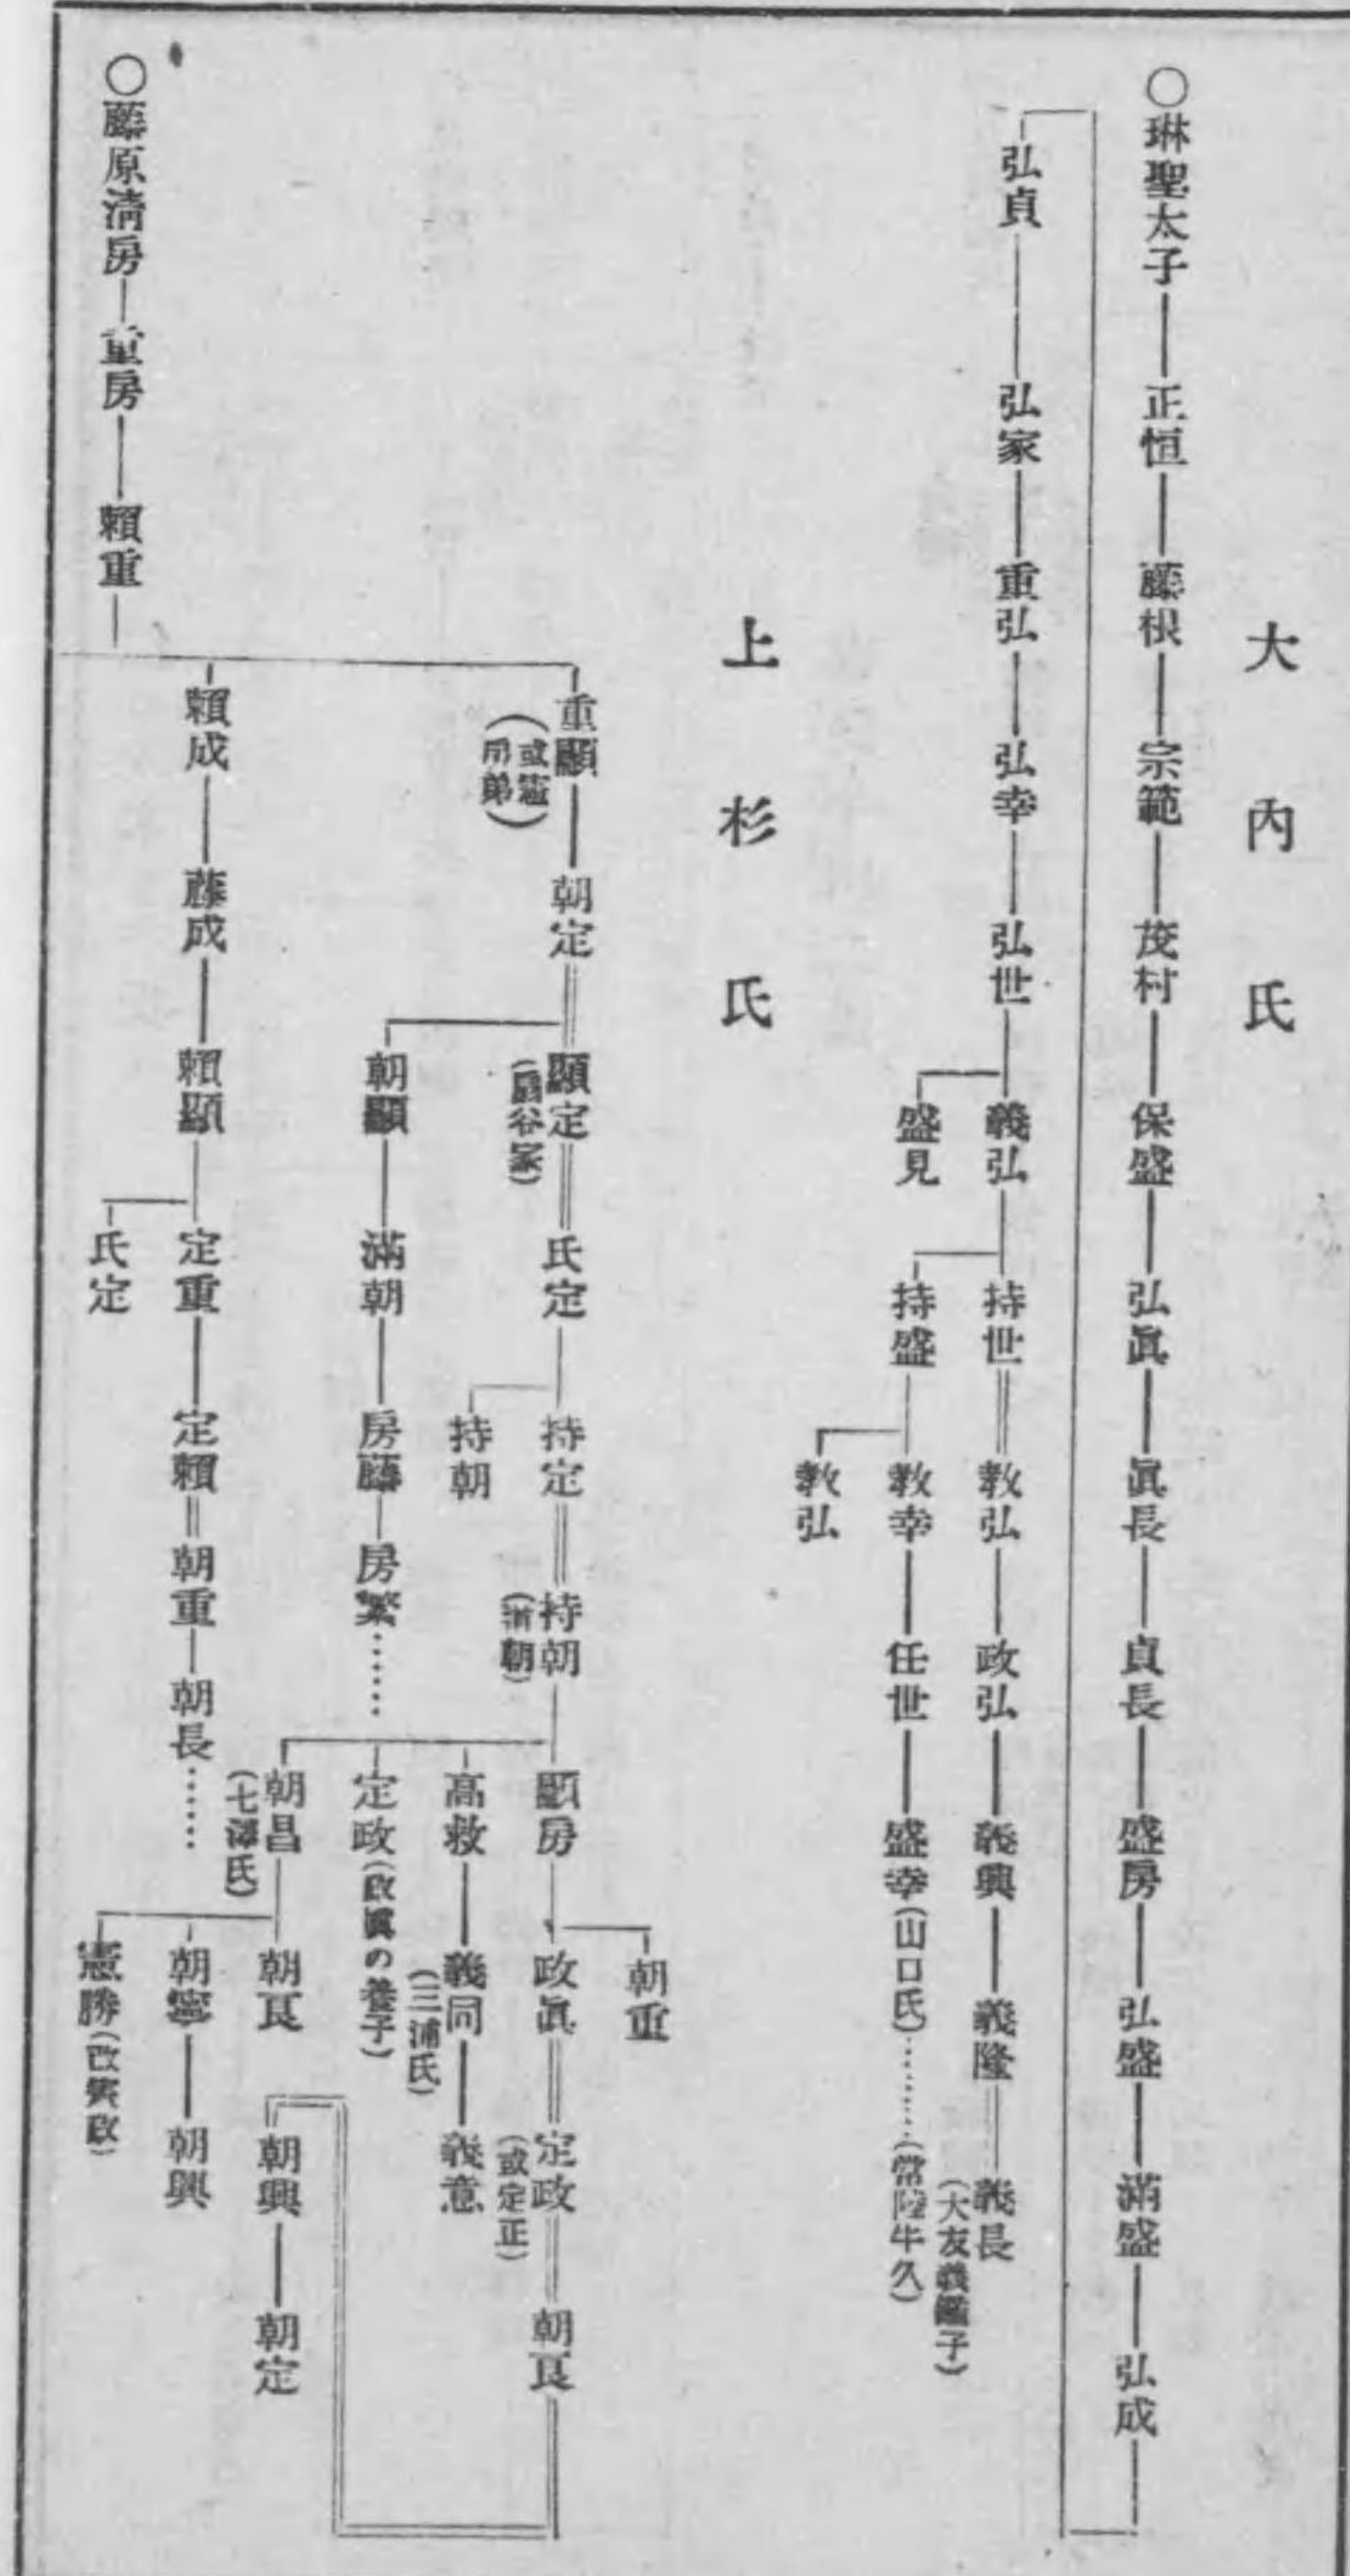 大內氏
○琳聖太子―正恒―藤根―宗範―茂村―保盛―弘眞―眞長―貞長―盛房―弘盛―滿盛―弘成
弘貞―弘家―重弘―弘幸―弘世―義弘―持世＝教弘―政弘―義興―義隆＝義長
(大友義鑑子)
盛見
持盛―教幸―任世―盛幸(山口氏)………(常陸牛久)
教弘
上杉氏
朝重
重顯―朝定＝顯定＝氏定―持定＝持朝―顯房―政眞＝定政＝朝良
(或憲
房弟)
(扇谷家)
(或定正)
持朝
高救―義同―義意
(三浦氏)
朝顯―滿朝―房藤―房繁……
定政(政眞の養子)
朝昌―朝良
(七澤氏)
朝興―朝定
賴成―藤成―賴顯―定重―定賴＝朝重―朝長……
朝寧―朝興
○藤原淸房―重房―賴重
氏定
憲勝